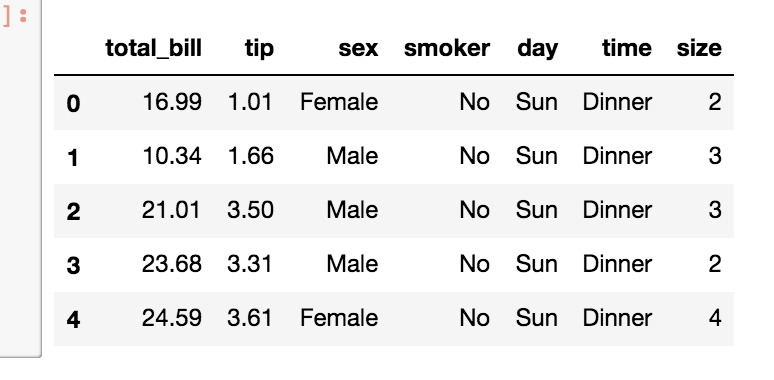 ]:
total_bill tip sex smoker day time size
0 16.99 1.01 Female No Sun Dinner 2
1 10.34 1.66 Male No Sun Dinner 3
2 21.01 3.50 Male No Sun Dinner 3
3 23.68 3.31 Male No Sun Dinner 2
4 24.59 3.61 Female No Sun Dinner 4